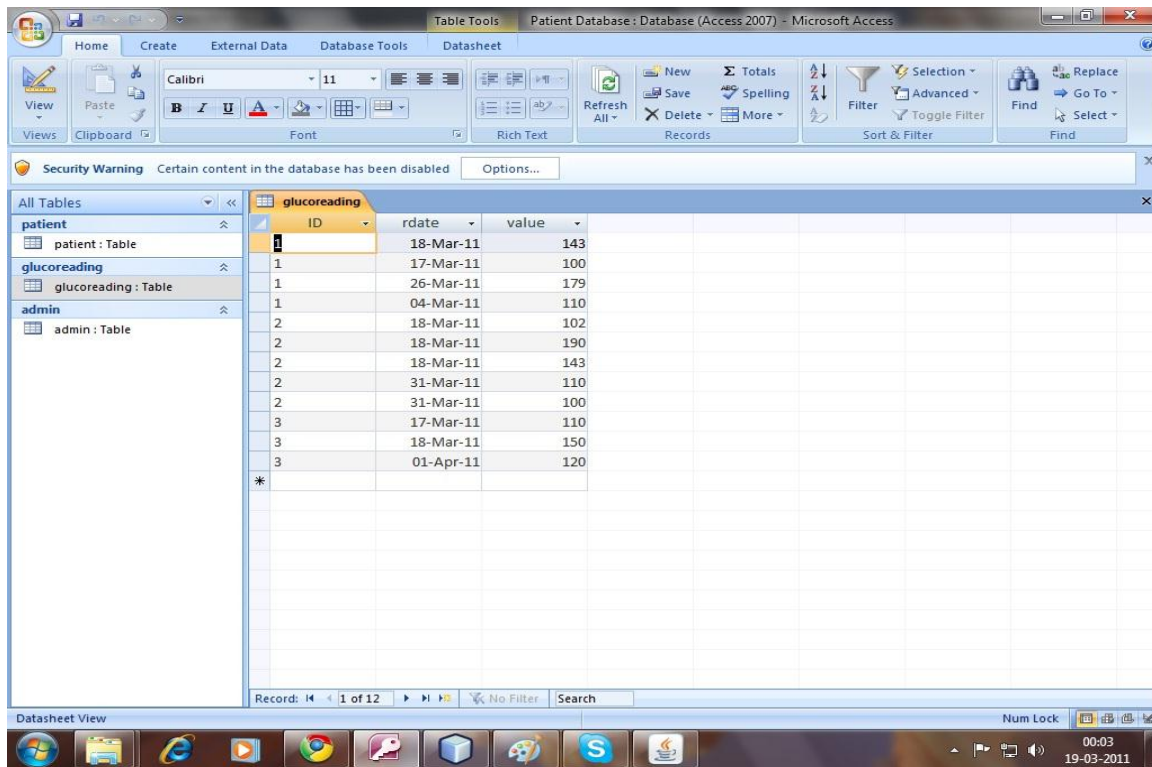 Table Tools Patient Database : Database (Access 2007) - Microsoft Access
Home Create External Data Database Tools Datasheet
View
Views
Paste
Clipboard
Calibri 11
B I U A
Font
Rich Text
Refresh All
New
Save
Delete
Σ Totals
Spelling
More
Records
Filter
Selection
Advanced
Toggle Filter
Sort & Filter
Find
Replace
Go To
Select
Find
Security Warning Certain content in the database has been disabled Options...
All Tables
patient
patient : Table
glucoreading
glucoreading : Table
admin
admin : Table
glucoreading
ID rdate value
1 18-Mar-11 143
1 17-Mar-11 100
1 26-Mar-11 179
1 04-Mar-11 110
2 18-Mar-11 102
2 18-Mar-11 190
2 18-Mar-11 143
2 31-Mar-11 110
2 31-Mar-11 100
3 17-Mar-11 110
3 18-Mar-11 150
3 01-Apr-11 120
Record: 1 of 12 No Filter Search
Datasheet View Num Lock
00:03
19-03-2011